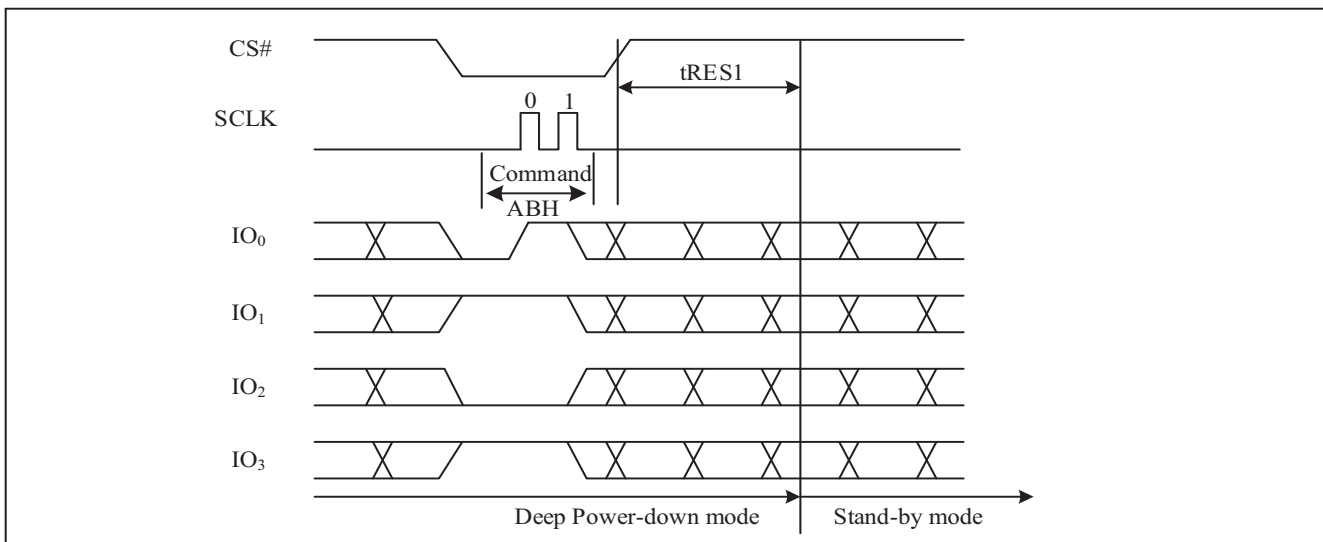 CS#
tRES1
0 1
SCLK
Command
ABH
IO₀
IO₁
IO₂
IO₃
Deep Power-down mode Stand-by mode